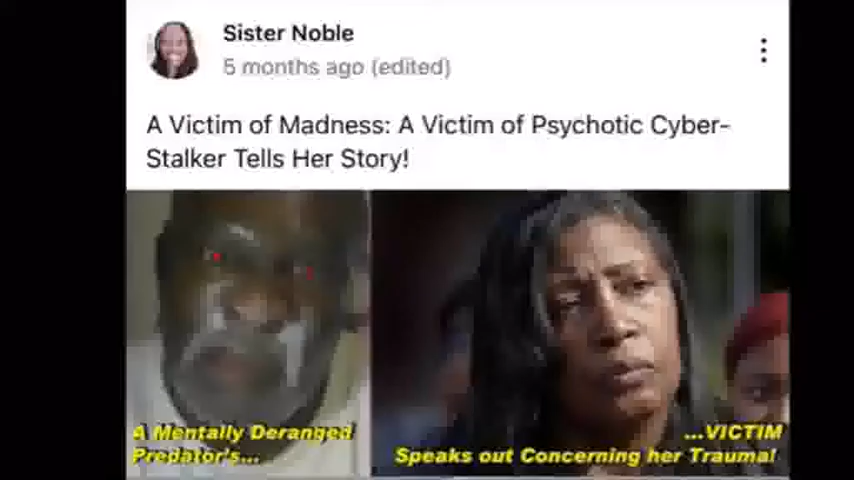 Sister Noble
5 months ago (edited)
A Victim of Madness: A Victim of Psychotic Cyber-
Stalker Tells Her Story!
A Mentally Deranged
Predator's...
...VICTIM
Speaks out Concerning her Trauma!